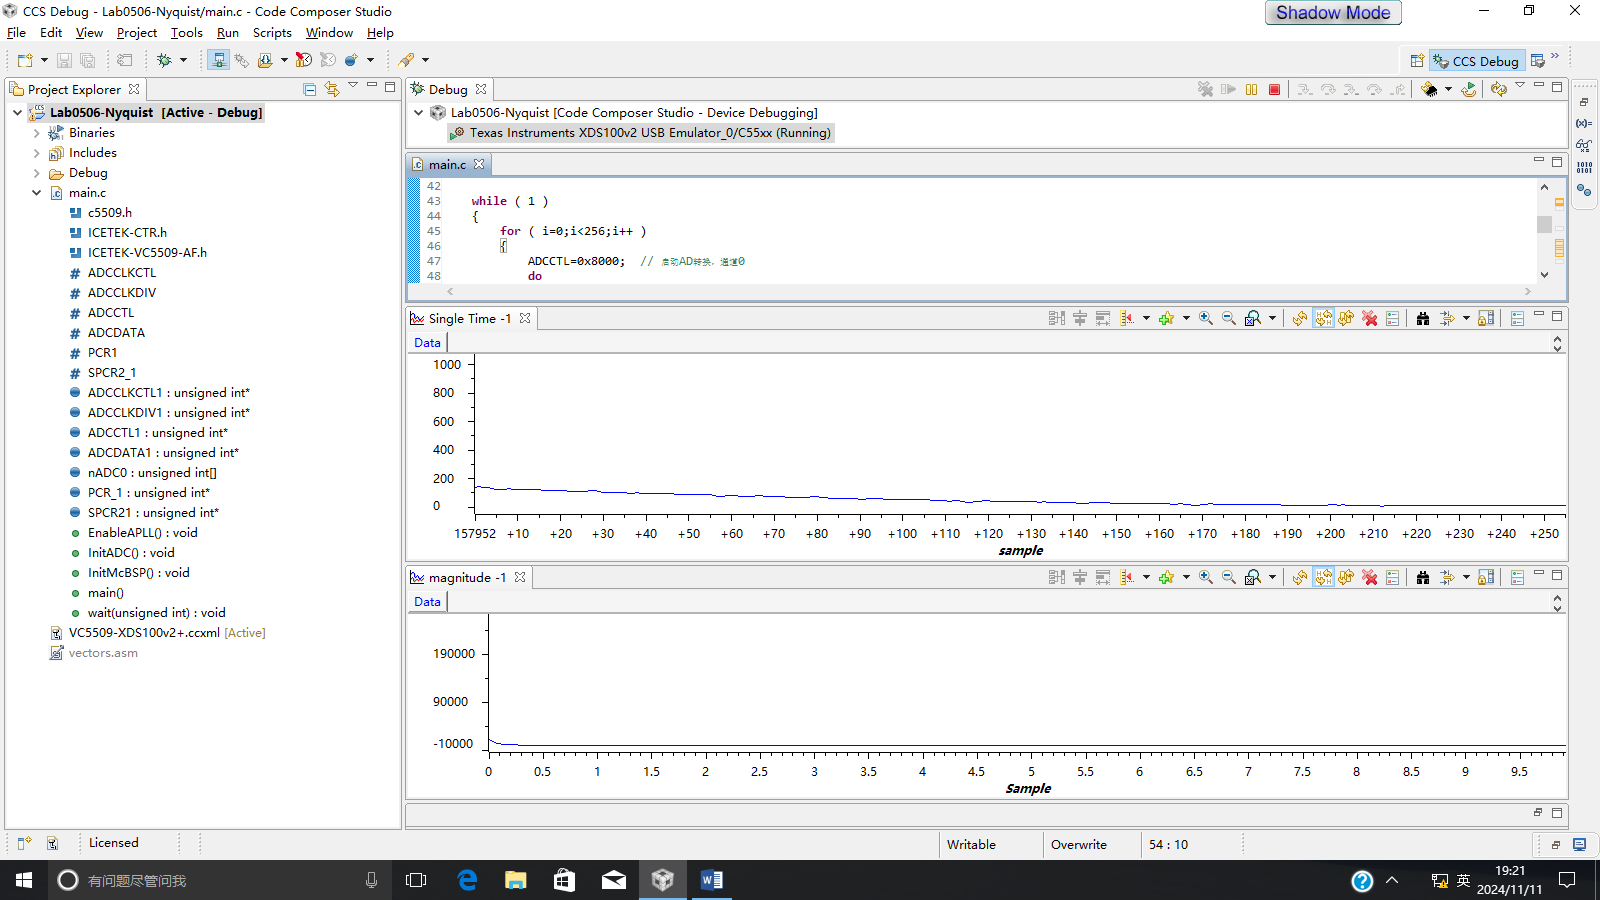 CCS Debug - Lab0506-Nyquist/main.c - Code Composer Studio
Shadow Mode
File Edit View Project Tools Run Scripts Window Help
CCS Debug
Project Explorer
Lab0506-Nyquist [Active - Debug]
Binaries
Includes
Debug
main.c
c5509.h
ICETEK-CTR.h
ICETEK-VC5509-AF.h
ADCCLKCTL
ADCCLKDIV
ADCCTL
ADCDATA
PCR1
SPCR2_1
ADCCLKCTL1 : unsigned int*
ADCCLKDIV1 : unsigned int*
ADCCTL1 : unsigned int*
ADCDATA1 : unsigned int*
nADC0 : unsigned int[]
PCR_1 : unsigned int*
SPCR21 : unsigned int*
EnableAPLL() : void
InitADC() : void
InitMcBSP() : void
main()
wait(unsigned int) : void
VC5509-XDS100v2+.ccxml [Active]
vectors.asm
Debug
Lab0506-Nyquist [Code Composer Studio - Device Debugging]
Texas Instruments XDS100v2 USB Emulator_0/C55xx (Running)
main.c
42
43 while ( 1 )
44 {
45 for ( i=0;i<256;i++ )
46 {
47 ADCCTL=0x8000; // 启动AD转换，通道0
48 do
Single Time -1
Data
1000
800
600
400
200
0
157952 +10 +20 +30 +40 +50 +60 +70 +80 +90 +100 +110 +120 +130 +140 +150 +160 +170 +180 +190 +200 +210 +220 +230 +240 +250
sample
magnitude -1
Data
190000
90000
-10000
0 0.5 1 1.5 2 2.5 3 3.5 4 4.5 5 5.5 6 6.5 7 7.5 8 8.5 9 9.5
Sample
Licensed
Writable
Overwrite
54 : 10
有问题尽管问我
英
19:21
2024/11/11